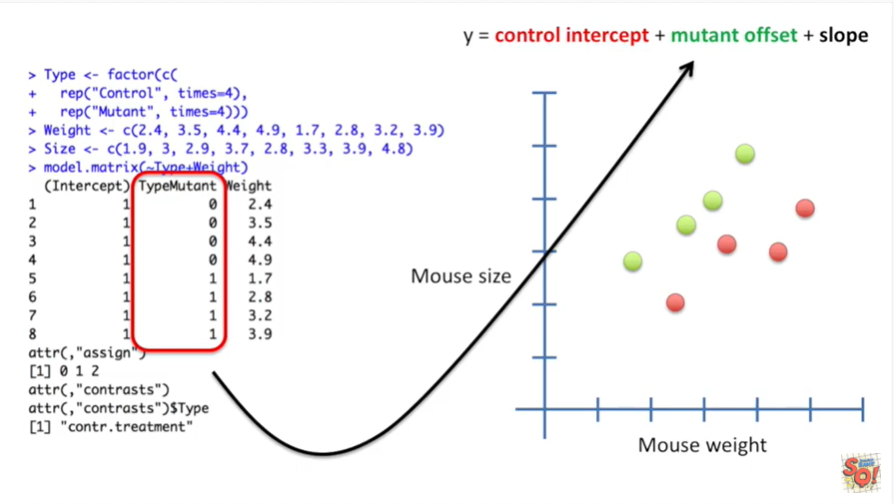 y = control intercept + mutant offset + slope
> Type <- factor(c(
+   rep("Control", times=4),
+   rep("Mutant", times=4)))
> Weight <- c(2.4, 3.5, 4.4, 4.9, 1.7, 2.8, 3.2, 3.9)
> Size <- c(1.9, 3, 2.9, 3.7, 2.8, 3.3, 3.9, 4.8)
> model.matrix(~Type+Weight)
  (Intercept) TypeMutant Weight
1           1          0    2.4
2           1          0    3.5
3           1          0    4.4
4           1          0    4.9
5           1          1    1.7
6           1          1    2.8
7           1          1    3.2
8           1          1    3.9
attr(,"assign")
[1] 0 1 2
attr(,"contrasts")
attr(,"contrasts")$Type
[1] "contr.treatment"
Mouse size
Mouse weight
SQ!